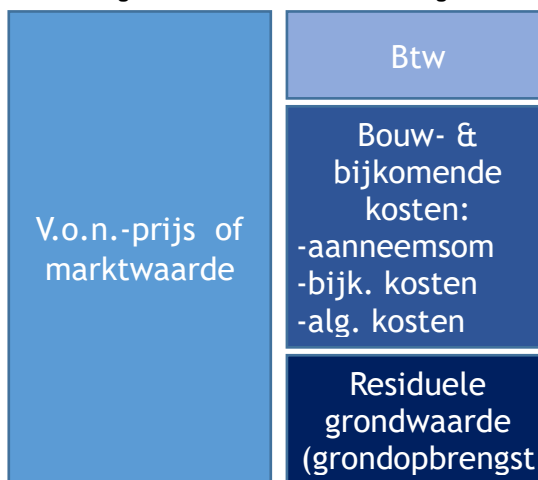 V.o.n.-prijs of
marktwaarde
Btw
Bouw- &
bijkomende
kosten:
-aanneemsom
-bijk. kosten
-alg. kosten
Residuele
grondwaarde
(grondopbrengst